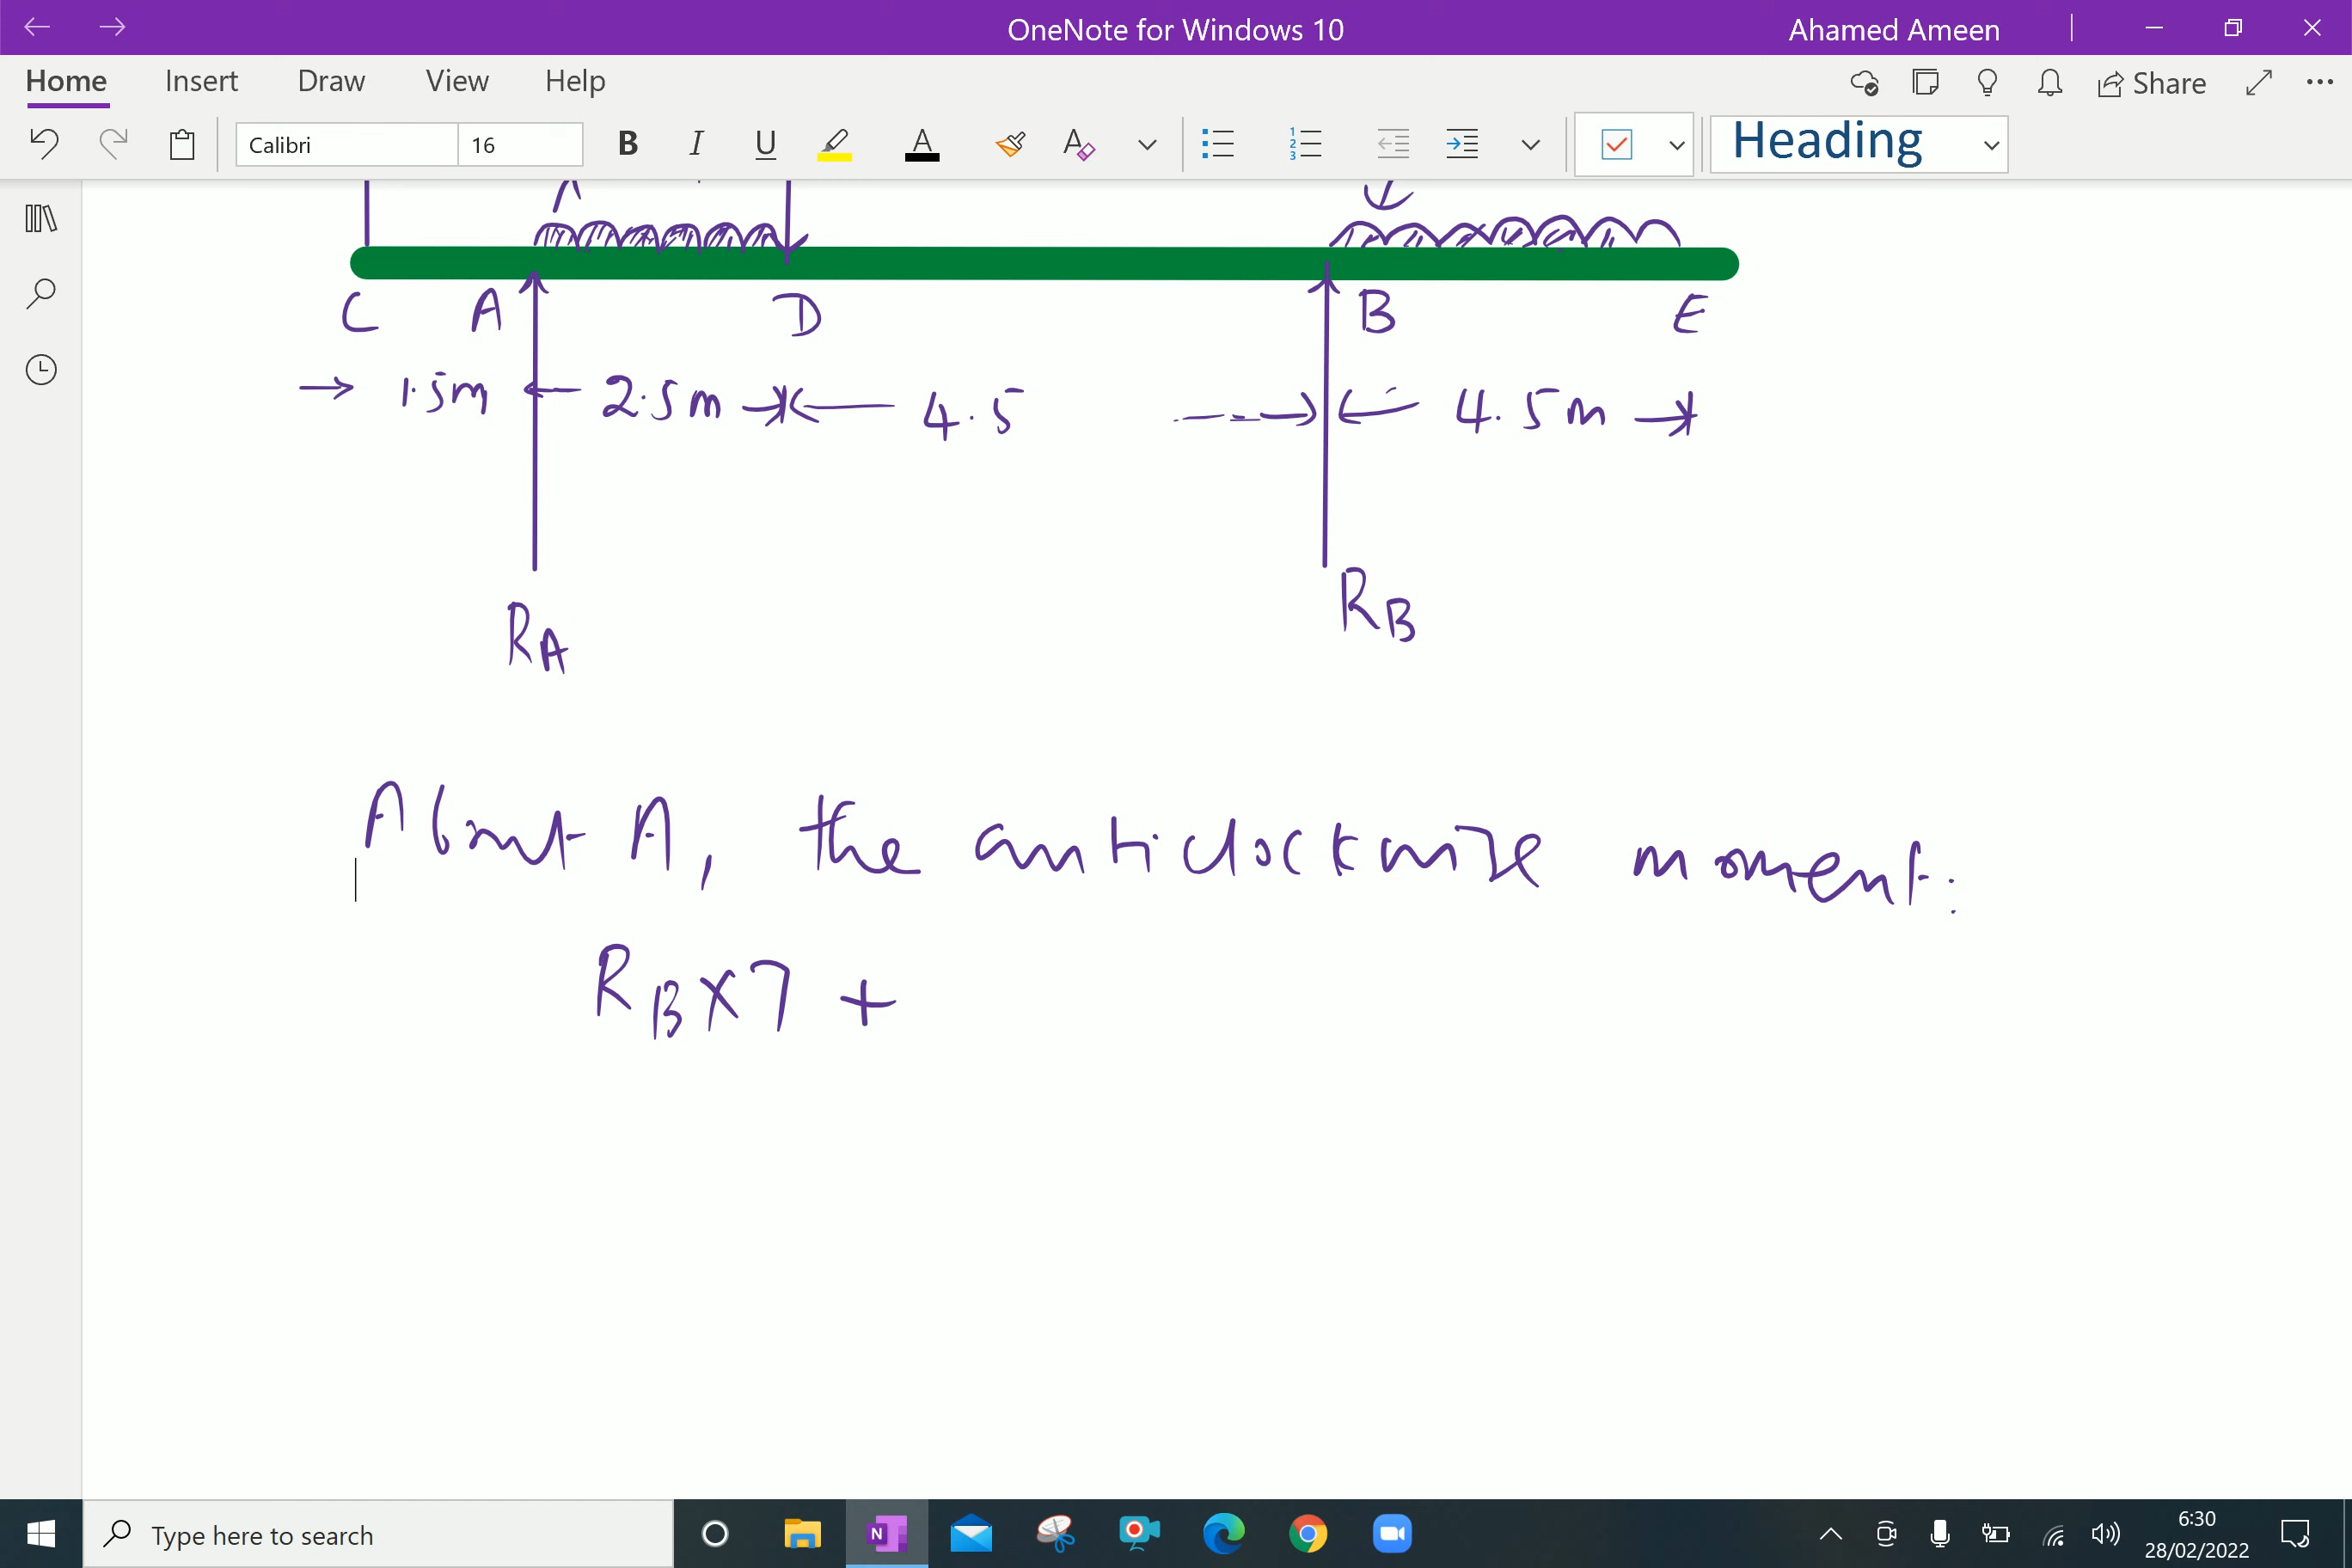 OneNote for Windows 10 Ahamed Ameen
Home Insert Draw View Help Share
Calibri 16 B I U A A Heading
C A D B E
1.5m 2.5m 4.5 4.5m
RA RB
About A, the anticlockwise moment:
RB×7 +
Type here to search
6:30
28/02/2022